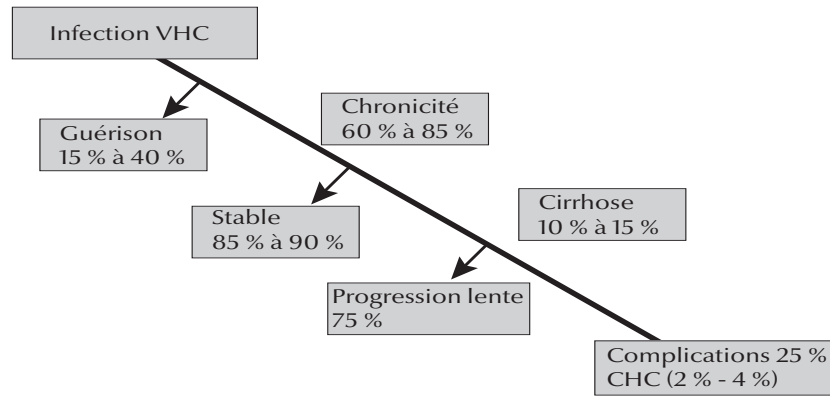 Infection VHC
Guérison
15 % à 40 %
Chronicité
60 % à 85 %
Stable
85 % à 90 %
Cirrhose
10 % à 15 %
Progression lente
75 %
Complications 25 %
CHC (2 % - 4 %)